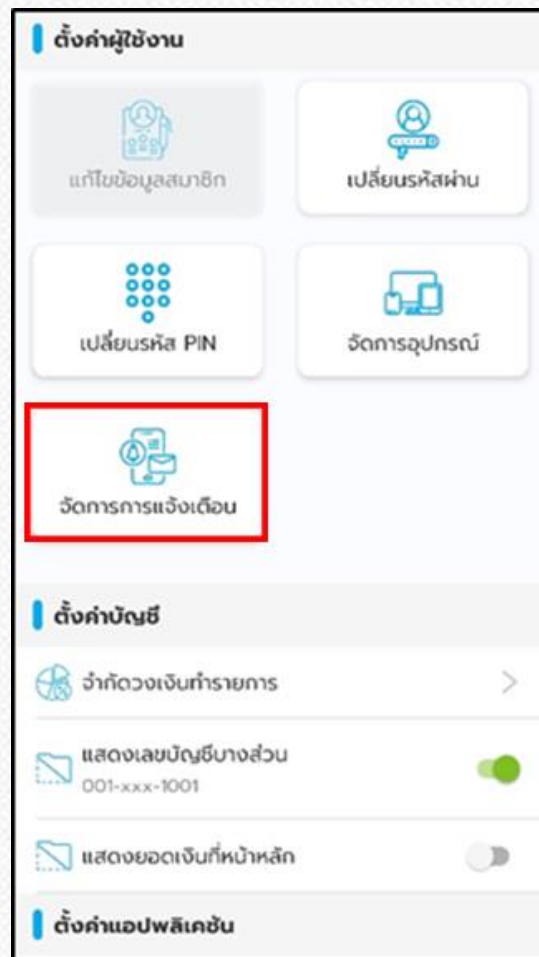 ตั้งค่าผู้ใช้งาน
แก้ไขข้อมูลสมาชิก
เปลี่ยนรหัสผ่าน
เปลี่ยนรหัส PIN
จัดการอุปกรณ์
จัดการการแจ้งเตือน
ตั้งค่าบัญชี
จำกัดวงเงินทำรายการ
แสดงเลขบัญชีบางส่วน
001-xxx-1001
แสดงยอดเงินที่หน้าหลัก
ตั้งค่าแอปพลิเคชัน